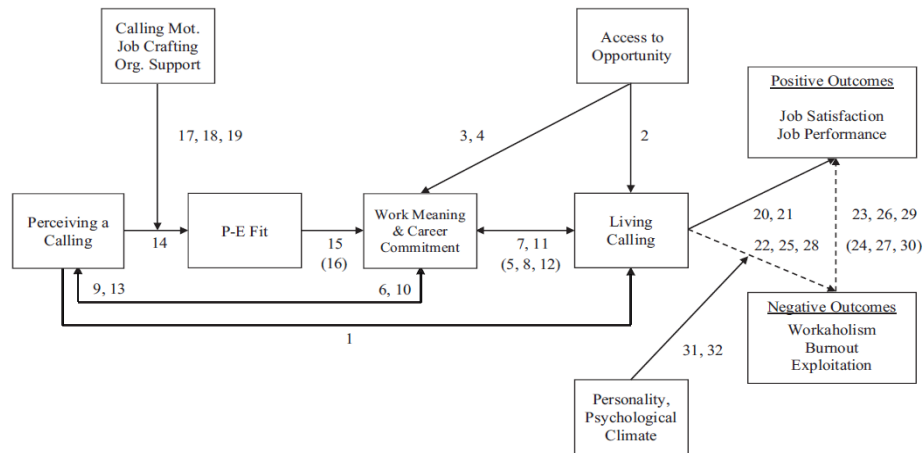 Calling Mot.
Job Crafting
Org. Support
Access to
Opportunity
Positive Outcomes
Job Satisfaction
Job Performance
17, 18, 19
3, 4
2
Perceiving a
Calling
14
P-E Fit
15
(16)
Work Meaning
& Career
Commitment
7, 11
(5, 8, 12)
Living
Calling
20, 21
22, 25, 28
23, 26, 29
(24, 27, 30)
9, 13
6, 10
1
Negative Outcomes
Workaholism
Burnout
Exploitation
31, 32
Personality,
Psychological
Climate